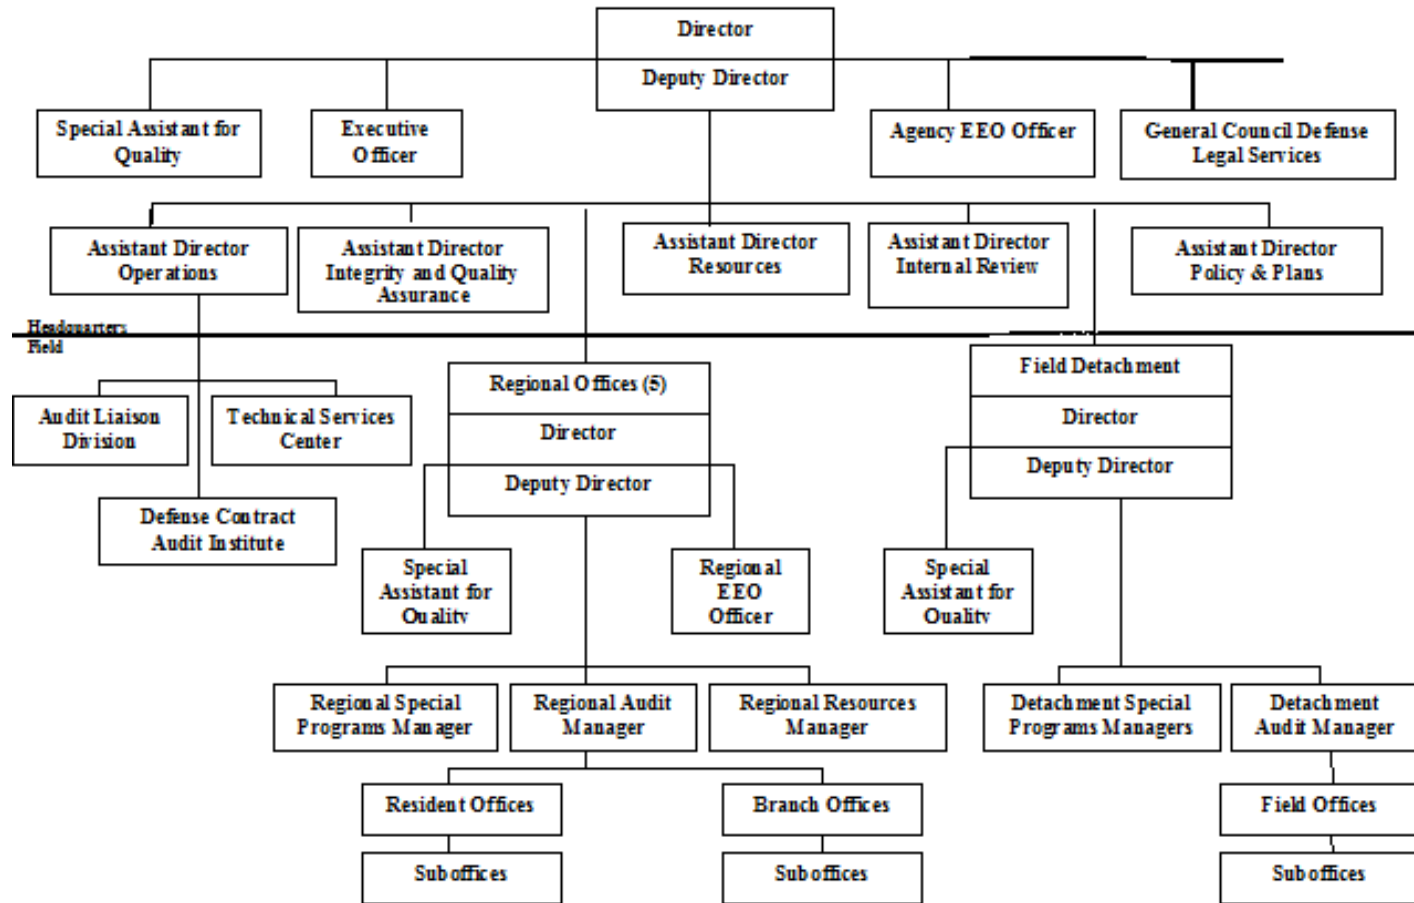 Director
Deputy Director
Special Assistant for
Quality
Executive
Officer
Agency EEO Officer
General Council Defense
Legal Services
Assistant Director
Operations
Assistant Director
Integrity and Quality
Assurance
Assistant Director
Resources
Assistant Director
Internal Review
Assistant Director
Policy & Plans
Headquarters
Field
Audit Liaison
Division
Technical Services
Center
Defense Contract
Audit Institute
Regional Offices (5)
Director
Deputy Director
Field Detachment
Director
Deputy Director
Special
Assistant for
Quality
Regional
EEO
Officer
Special
Assistant for
Quality
Regional Special
Programs Manager
Regional Audit
Manager
Regional Resources
Manager
Detachment Special
Programs Managers
Detachment
Audit Manager
Resident Offices
Branch Offices
Field Offices
Suboffices
Suboffices
Suboffices